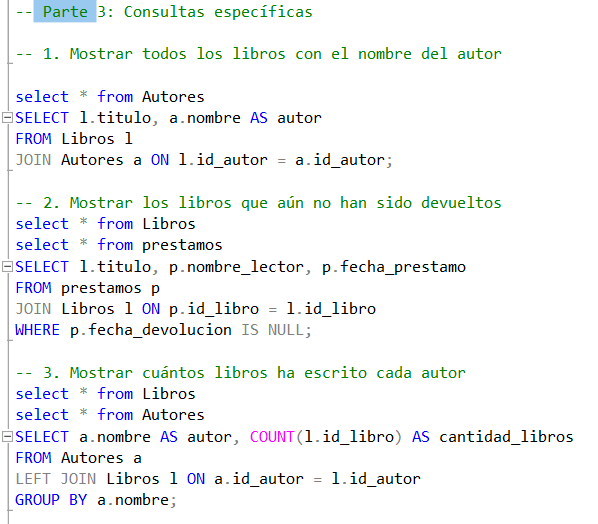 -- Parte 3: Consultas específicas
-- 1. Mostrar todos los libros con el nombre del autor
select * from Autores
SELECT l.titulo, a.nombre AS autor
FROM Libros l
JOIN Autores a ON l.id_autor = a.id_autor;
-- 2. Mostrar los libros que aún no han sido devueltos
select * from Libros
select * from prestamos
SELECT l.titulo, p.nombre_lector, p.fecha_prestamo
FROM prestamos p
JOIN Libros l ON p.id_libro = l.id_libro
WHERE p.fecha_devolucion IS NULL;
-- 3. Mostrar cuántos libros ha escrito cada autor
select * from Libros
select * from Autores
SELECT a.nombre AS autor, COUNT(l.id_libro) AS cantidad_libros
FROM Autores a
LEFT JOIN Libros l ON a.id_autor = l.id_autor
GROUP BY a.nombre;